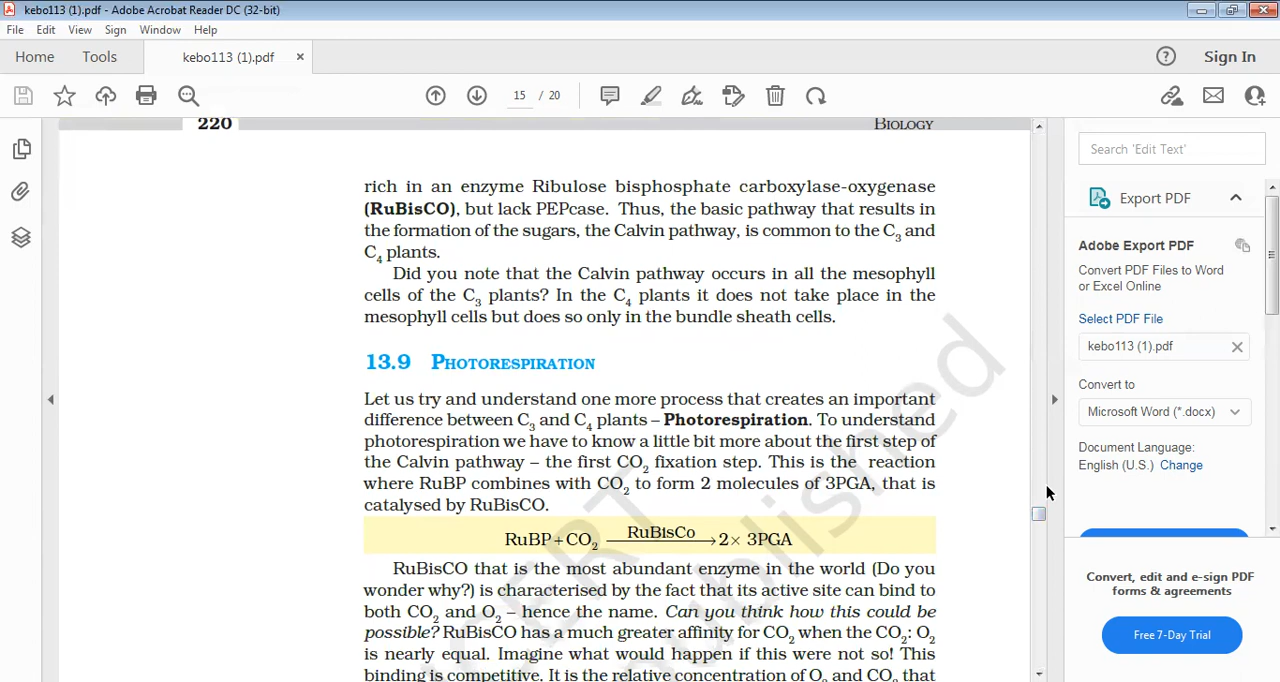 kebo113 (1).pdf - Adobe Acrobat Reader DC (32-bit)
File Edit View Sign Window Help
Home Tools kebo113 (1).pdf × Sign In
15 / 20
220 BIOLOGY
rich in an enzyme Ribulose bisphosphate carboxylase-oxygenase
(RuBisCO), but lack PEPcase. Thus, the basic pathway that results in
the formation of the sugars, the Calvin pathway, is common to the C3 and
C4 plants.
Did you note that the Calvin pathway occurs in all the mesophyll
cells of the C3 plants? In the C4 plants it does not take place in the
mesophyll cells but does so only in the bundle sheath cells.
13.9 PHOTORESPIRATION
Let us try and understand one more process that creates an important
difference between C3 and C4 plants – Photorespiration. To understand
photorespiration we have to know a little bit more about the first step of
the Calvin pathway – the first CO2 fixation step. This is the reaction
where RuBP combines with CO2 to form 2 molecules of 3PGA, that is
catalysed by RuBisCO.
RuBP+CO2 RuBisCo → 2× 3PGA
RuBisCO that is the most abundant enzyme in the world (Do you
wonder why?) is characterised by the fact that its active site can bind to
both CO2 and O2 – hence the name. Can you think how this could be
possible? RuBisCO has a much greater affinity for CO2 when the CO2: O2
is nearly equal. Imagine what would happen if this were not so! This
binding is competitive. It is the relative concentration of O2 and CO2 that
Search 'Edit Text'
Export PDF
Adobe Export PDF
Convert PDF Files to Word
or Excel Online
Select PDF File
kebo113 (1).pdf
Convert to
Microsoft Word (*.docx)
Document Language:
English (U.S.) Change
Convert, edit and e-sign PDF
forms & agreements
Free 7-Day Trial